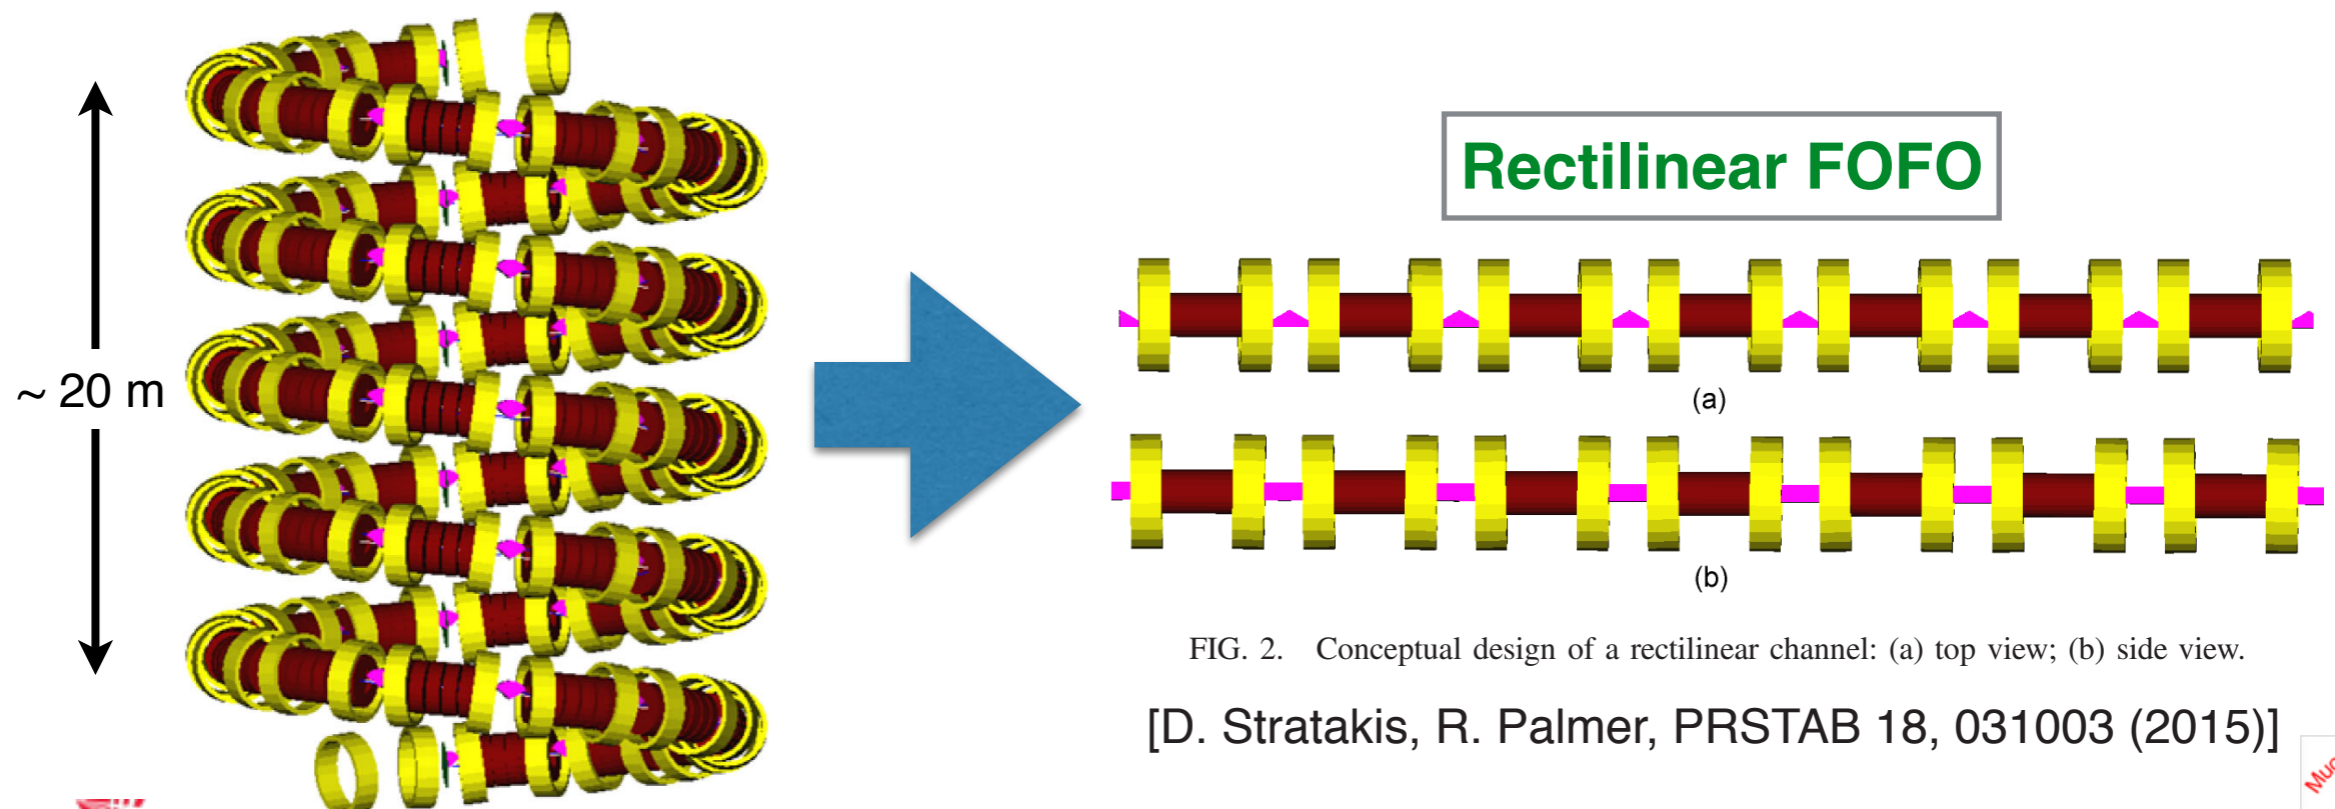 ~ 20 m
Rectilinear FOFO
(a)
(b)
FIG. 2. Conceptual design of a rectilinear channel: (a) top view; (b) side view.
[D. Stratakis, R. Palmer, PRSTAB 18, 031003 (2015)]